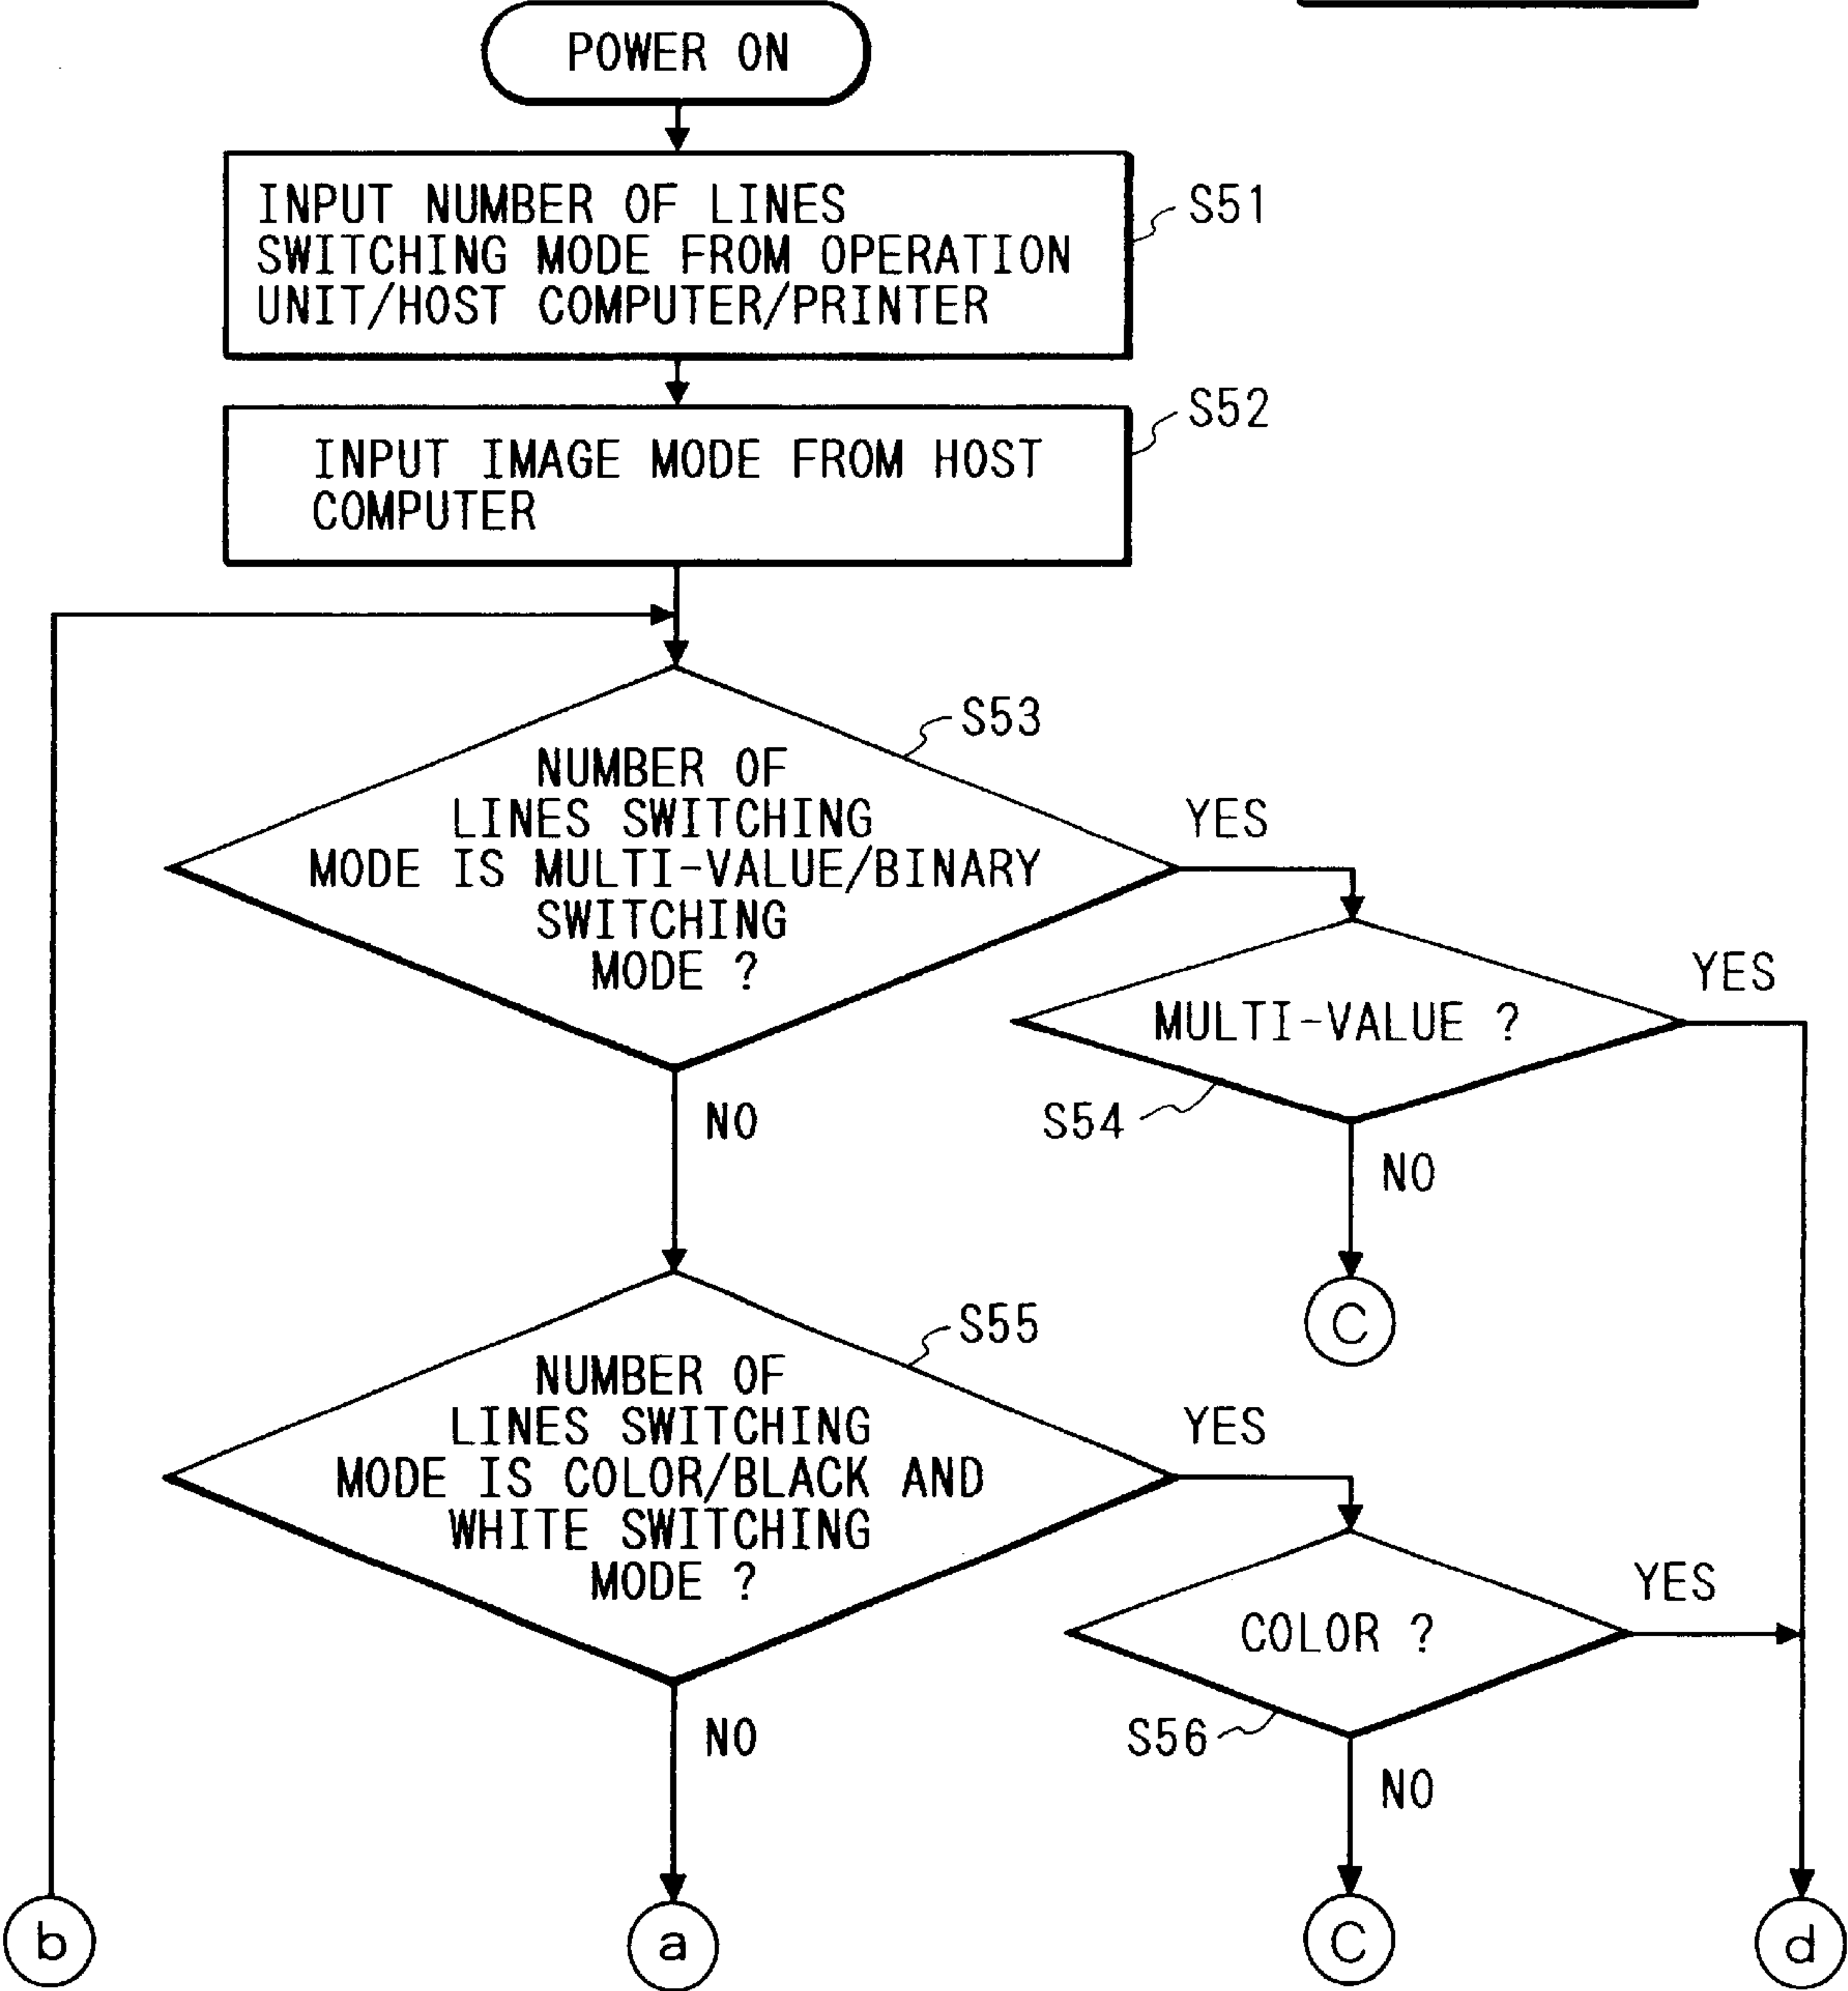 POWER ON
INPUT NUMBER OF LINES
SWITCHING MODE FROM OPERATION
UNIT/HOST COMPUTER/PRINTER
S51
INPUT IMAGE MODE FROM HOST
COMPUTER
S52
S53
NUMBER OF
LINES SWITCHING
MODE IS MULTI-VALUE/BINARY
SWITCHING
MODE ?
YES
NO
MULTI-VALUE ?
YES
S54
NO
C
S55
NUMBER OF
LINES SWITCHING
MODE IS COLOR/BLACK AND
WHITE SWITCHING
MODE ?
YES
NO
COLOR ?
YES
S56
NO
b
a
C
d